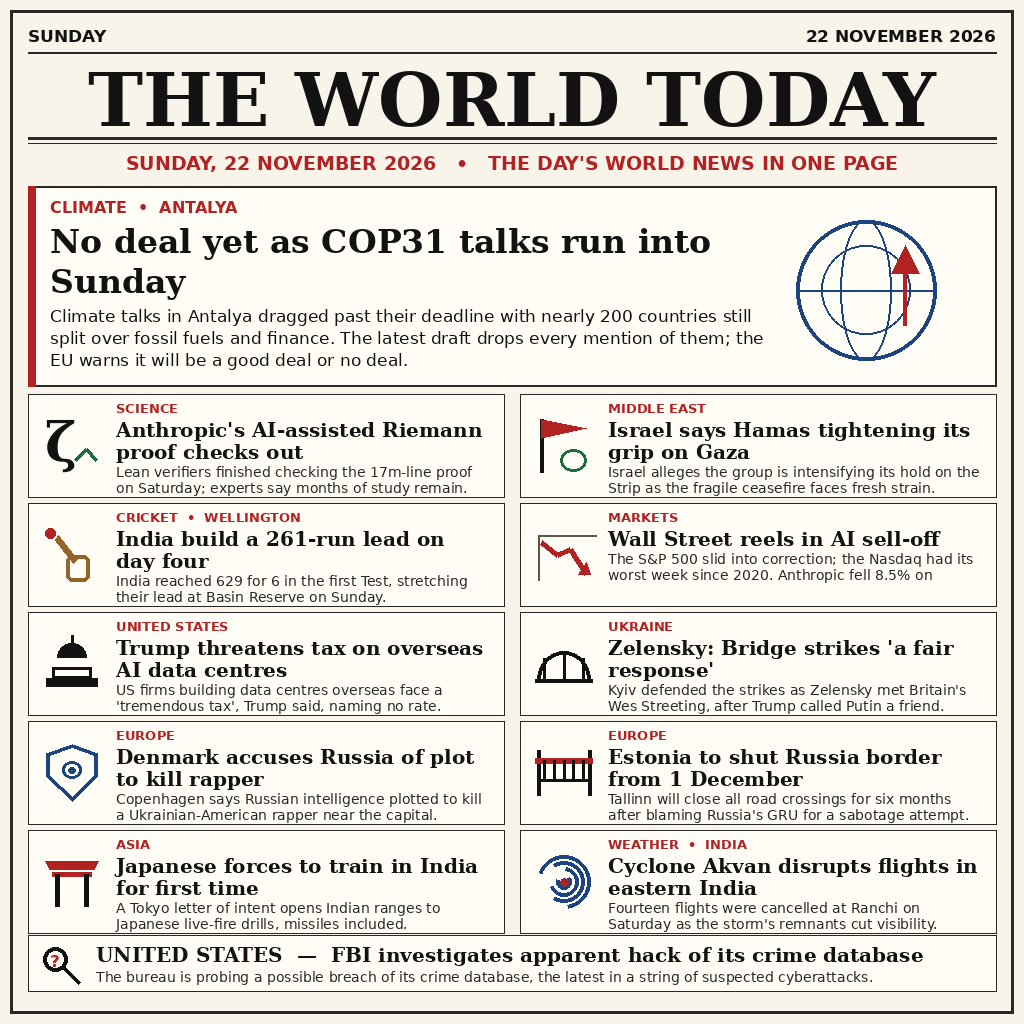 SUNDAY
22 NOVEMBER 2026
THE WORLD TODAY
SUNDAY, 22 NOVEMBER 2026 • THE DAY'S WORLD NEWS IN ONE PAGE
CLIMATE • ANTALYA
No deal yet as COP31 talks run into
Sunday
Climate talks in Antalya dragged past their deadline with nearly 200 countries still
split over fossil fuels and finance. The latest draft drops every mention of them; the
EU warns it will be a good deal or no deal.
ζ
SCIENCE
Anthropic's AI-assisted Riemann
proof checks out
Lean verifiers finished checking the 17m-line proof
on Saturday; experts say months of study remain.
MIDDLE EAST
Israel says Hamas tightening its
grip on Gaza
Israel alleges the group is intensifying its hold on the
Strip as the fragile ceasefire faces fresh strain.
CRICKET • WELLINGTON
India build a 261-run lead on
day four
India reached 629 for 6 in the first Test, stretching
their lead at Basin Reserve on Sunday.
MARKETS
Wall Street reels in AI sell-off
The S&P 500 slid into correction; the Nasdaq had its
worst week since 2020. Anthropic fell 8.5% on
UNITED STATES
Trump threatens tax on overseas
AI data centres
US firms building data centres overseas face a
'tremendous tax', Trump said, naming no rate.
UKRAINE
Zelensky: Bridge strikes 'a fair
response'
Kyiv defended the strikes as Zelensky met Britain's
Wes Streeting, after Trump called Putin a friend.
EUROPE
Denmark accuses Russia of plot
to kill rapper
Copenhagen says Russian intelligence plotted to kill
a Ukrainian-American rapper near the capital.
EUROPE
Estonia to shut Russia border
from 1 December
Tallinn will close all road crossings for six months
after blaming Russia's GRU for a sabotage attempt.
ASIA
Japanese forces to train in India
for first time
A Tokyo letter of intent opens Indian ranges to
Japanese live-fire drills, missiles included.
WEATHER • INDIA
Cyclone Akvan disrupts flights in
eastern India
Fourteen flights were cancelled at Ranchi on
Saturday as the storm's remnants cut visibility.
?
UNITED STATES — FBI investigates apparent hack of its crime database
The bureau is probing a possible breach of its crime database, the latest in a string of suspected cyberattacks.